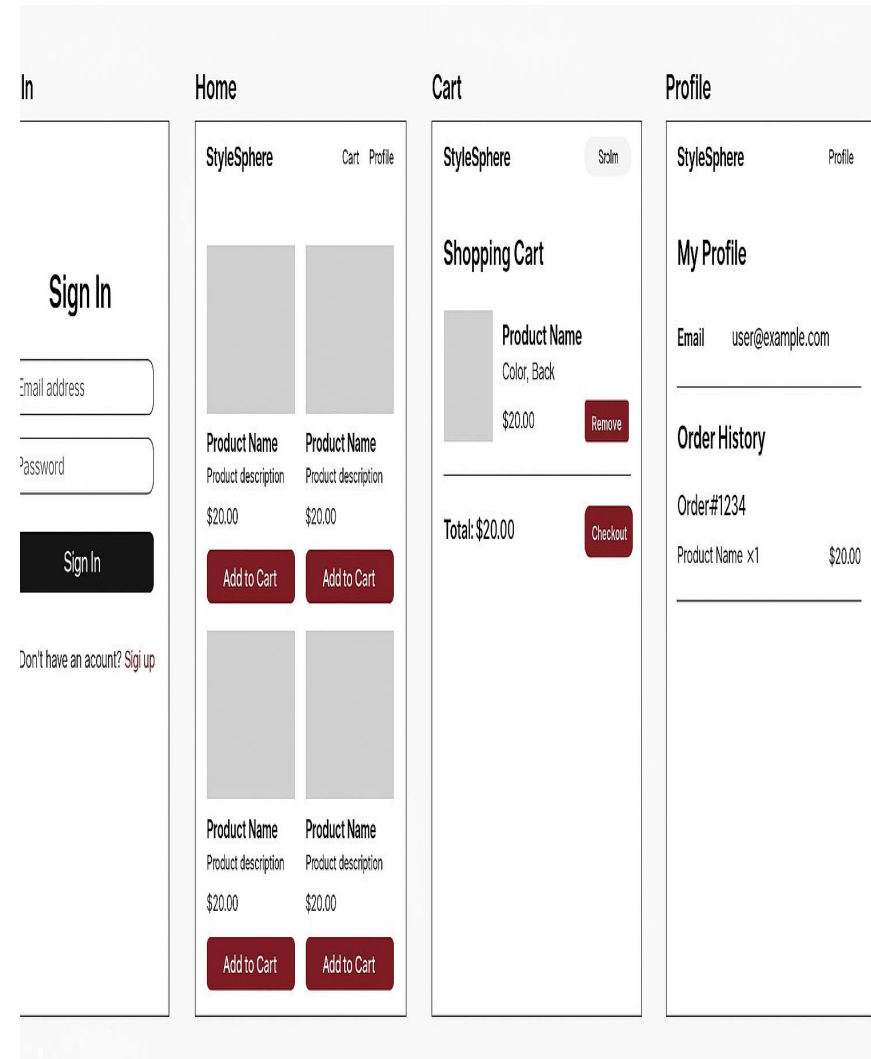 In
Sign In
Email address
Password
Sign In
Don't have an acount? Sigi up
Home
StyleSphere Cart Profile
Product Name Product Name
Product description Product description
$20.00 $20.00
Add to Cart Add to Cart
Product Name Product Name
Product description Product description
$20.00 $20.00
Add to Cart Add to Cart
Cart
StyleSphere
Shopping Cart
Product Name
Color, Back
$20.00 Remove
Total: $20.00 Checkout
Profile
StyleSphere Profile
My Profile
Email user@example.com
Order History
Order#1234
Product Name ×1 $20.00